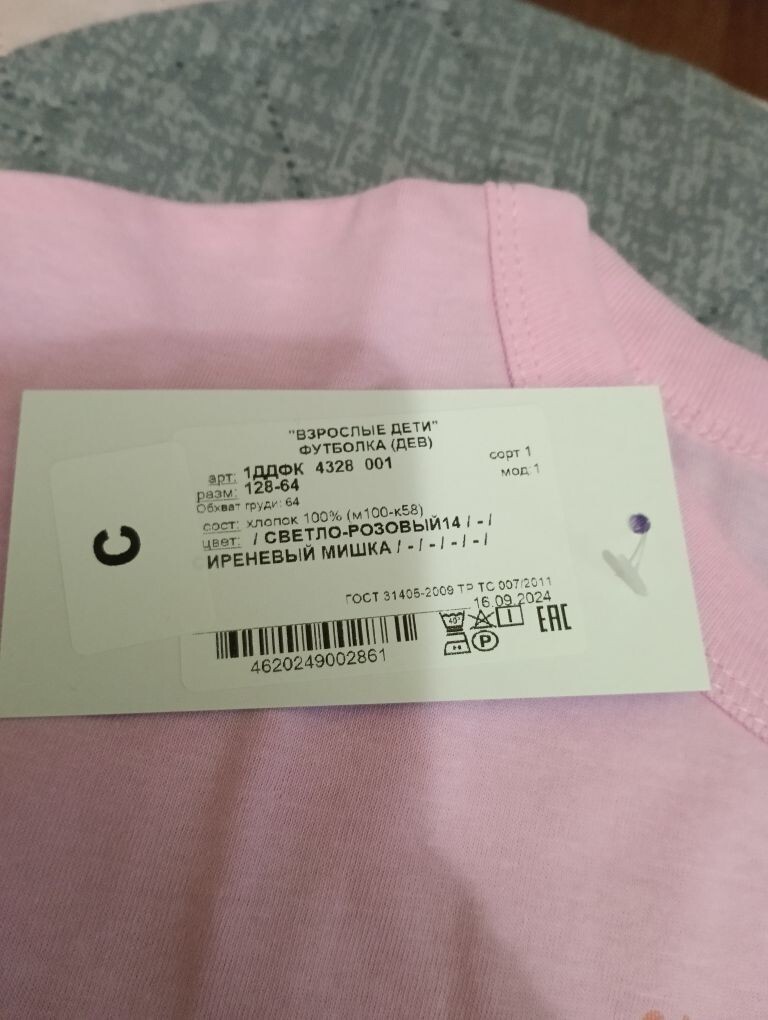 "ВЗРОСЛЫЕ ДЕТИ"
ФУТБОЛКА (ДЕВ)
арт: 1ДДФК 4328 001
сорт 1
разм: 128-64
мод: 1
Обхват груди: 64
сост: хлопок 100% (м100-к58)
цвет: / СВЕТЛО-РОЗОВЫЙ14 / - /
ИРЕНЕВЫЙ МИШКА / - / - / - / - /
С
ГОСТ 31405-2009 ТР ТС 007/2011
16.09.2024
40°
P
EAC
4620249002861